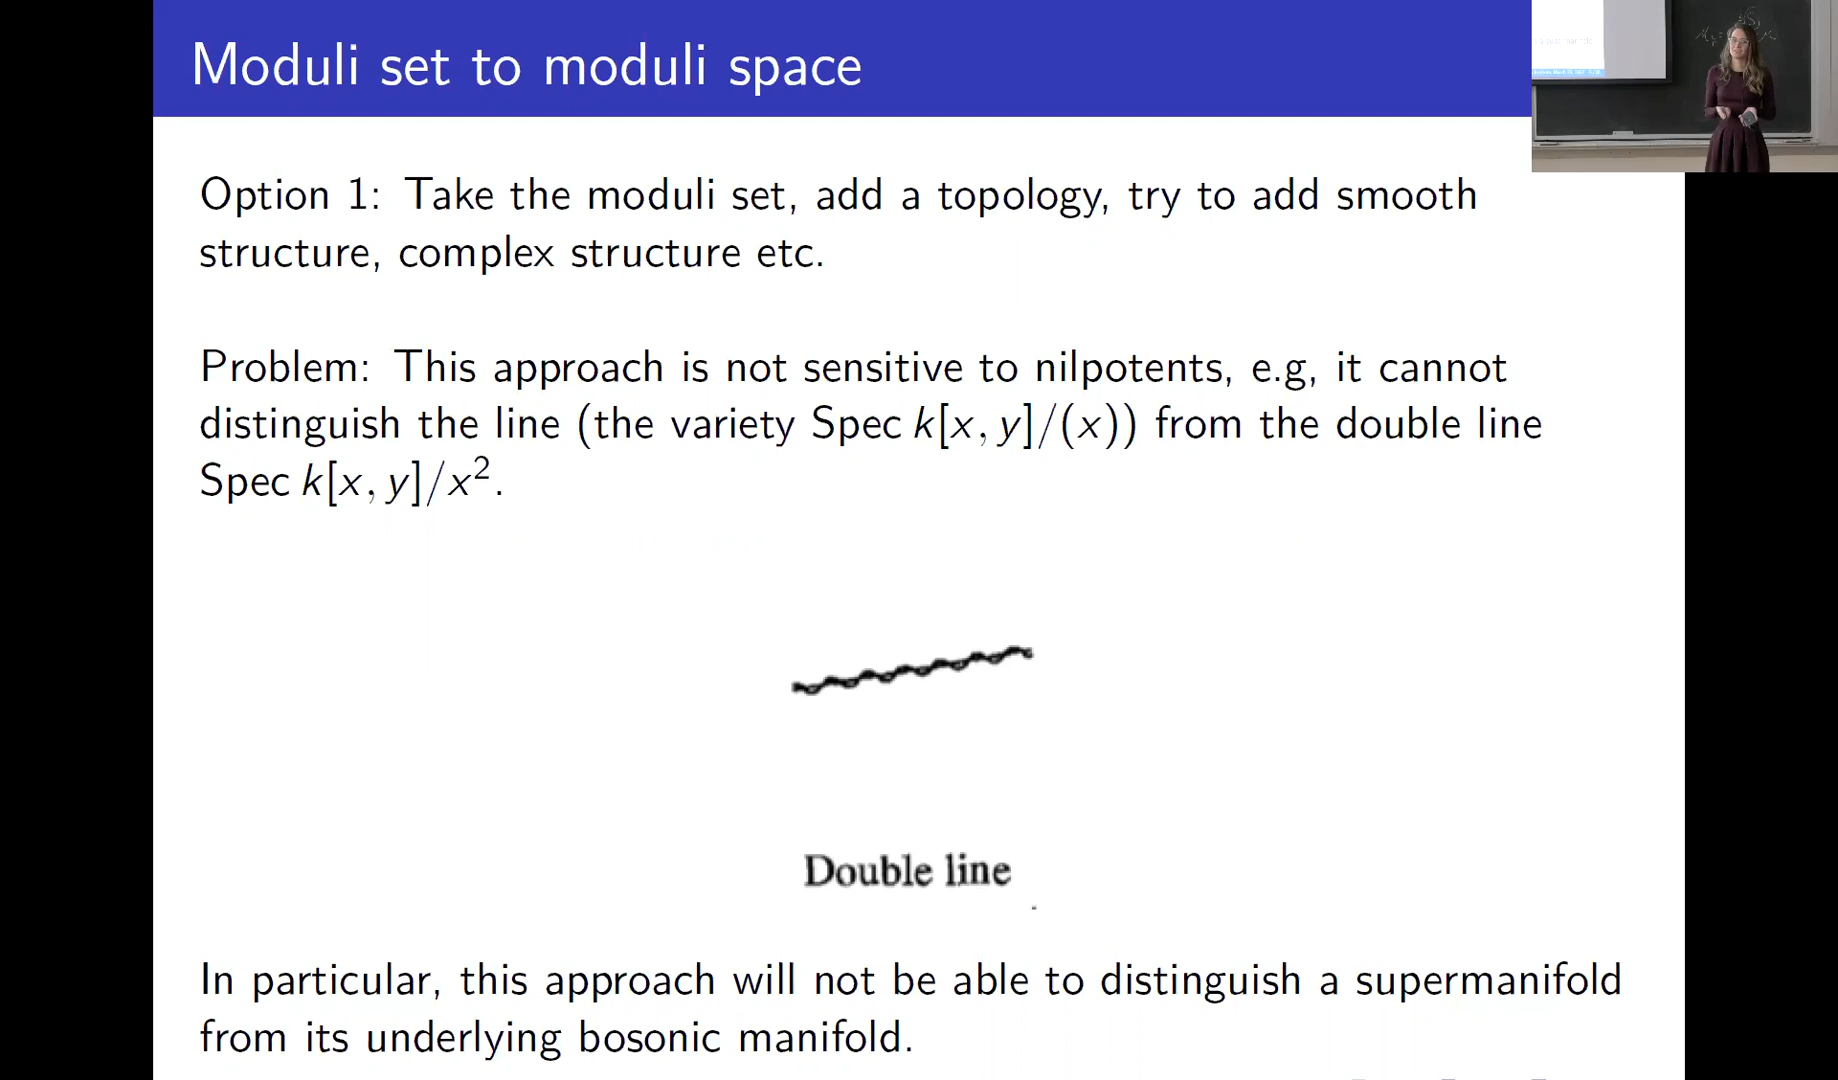 Moduli set to moduli space
Option 1: Take the moduli set, add a topology, try to add smooth
structure, complex structure etc.
Problem: This approach is not sensitive to nilpotents, e.g, it cannot
distinguish the line (the variety Spec k[x, y]/(x)) from the double line
Spec k[x, y]/x².
Double line
In particular, this approach will not be able to distinguish a supermanifold
from its underlying bosonic manifold.